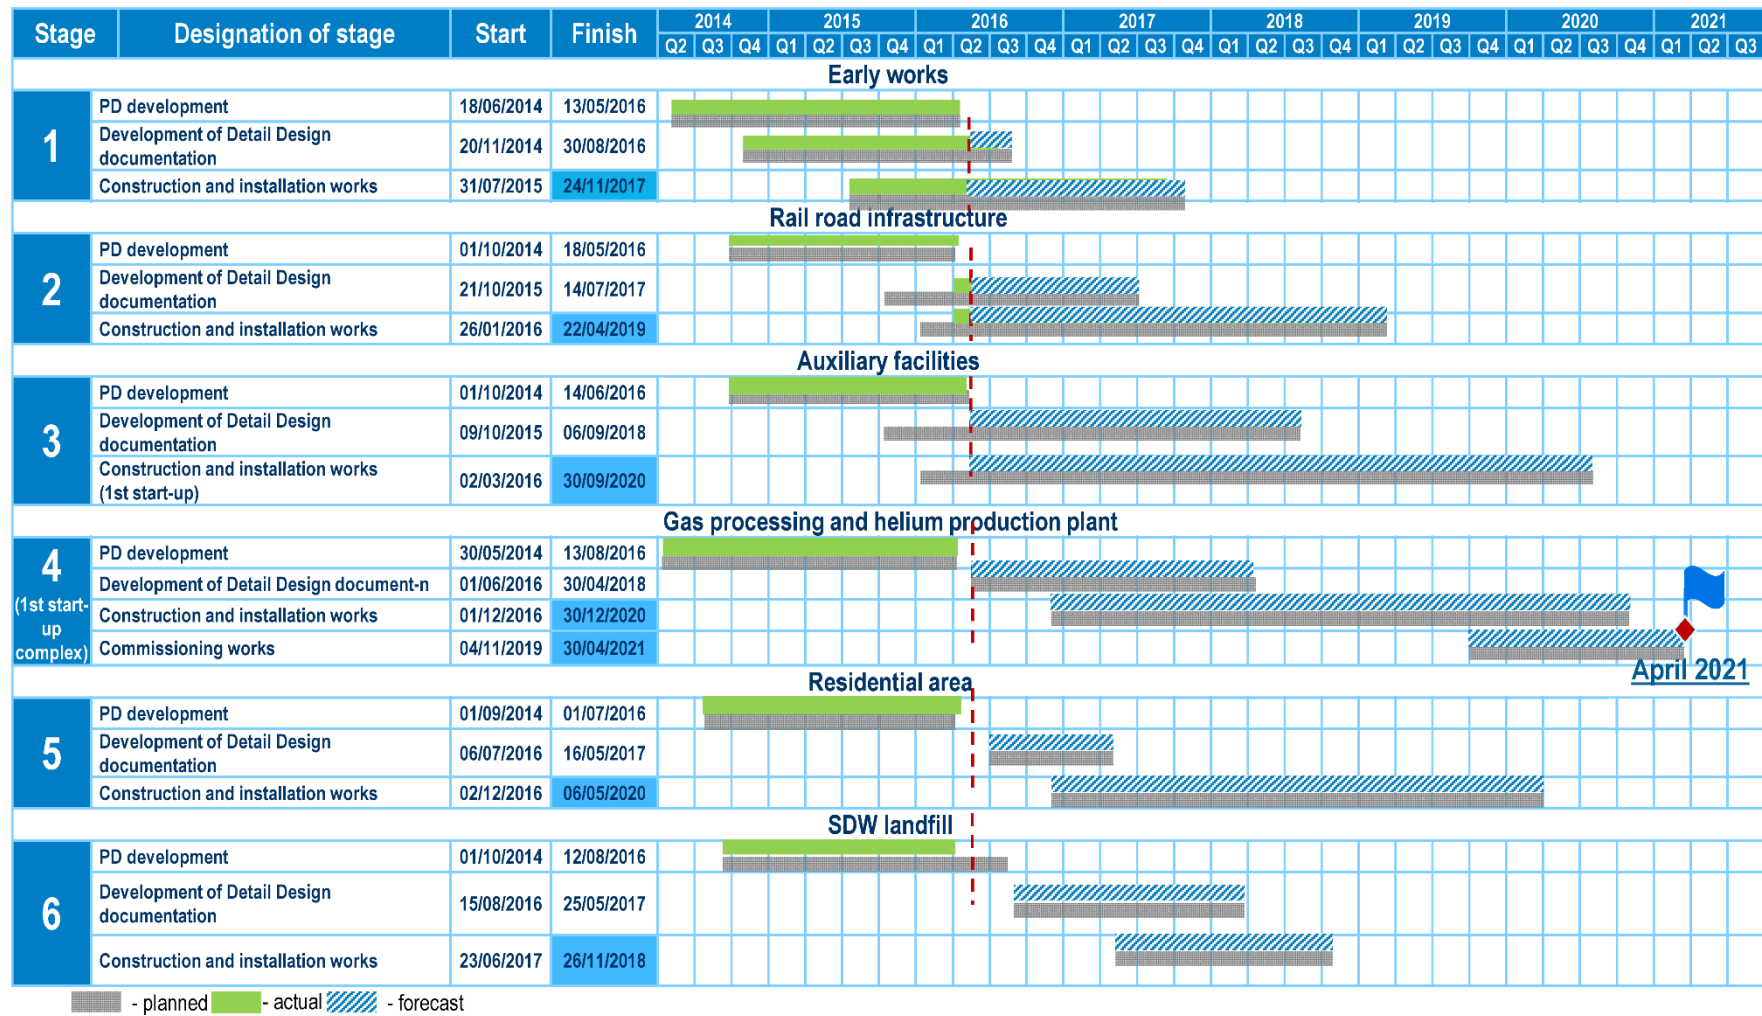 Stage Designation of stage Start Finish 2014 2015 2016 2017 2018 2019 2020 2021
Q2 Q3 Q4 Q1 Q2 Q3 Q4 Q1 Q2 Q3 Q4 Q1 Q2 Q3 Q4 Q1 Q2 Q3 Q4 Q1 Q2 Q3 Q4 Q1 Q2 Q3 Q4 Q1 Q2 Q3
Early works
1
PD development 18/06/2014 13/05/2016
Development of Detail Design
documentation 20/11/2014 30/08/2016
Construction and installation works 31/07/2015 24/11/2017
Rail road infrastructure
2
PD development 01/10/2014 18/05/2016
Development of Detail Design
documentation 21/10/2015 14/07/2017
Construction and installation works 26/01/2016 22/04/2019
Auxiliary facilities
3
PD development 01/10/2014 14/06/2016
Development of Detail Design
documentation 09/10/2015 06/09/2018
Construction and installation works
(1st start-up) 02/03/2016 30/09/2020
Gas processing and helium production plant
4
(1st start-
up
complex)
PD development 30/05/2014 13/08/2016
Development of Detail Design document-n 01/06/2016 30/04/2018
Construction and installation works 01/12/2016 30/12/2020
Commissioning works 04/11/2019 30/04/2021
April 2021
Residential area
5
PD development 01/09/2014 01/07/2016
Development of Detail Design
documentation 06/07/2016 16/05/2017
Construction and installation works 02/12/2016 06/05/2020
SDW landfill
6
PD development 01/10/2014 12/08/2016
Development of Detail Design
documentation 15/08/2016 25/05/2017
Construction and installation works 23/06/2017 26/11/2018
- planned - actual - forecast